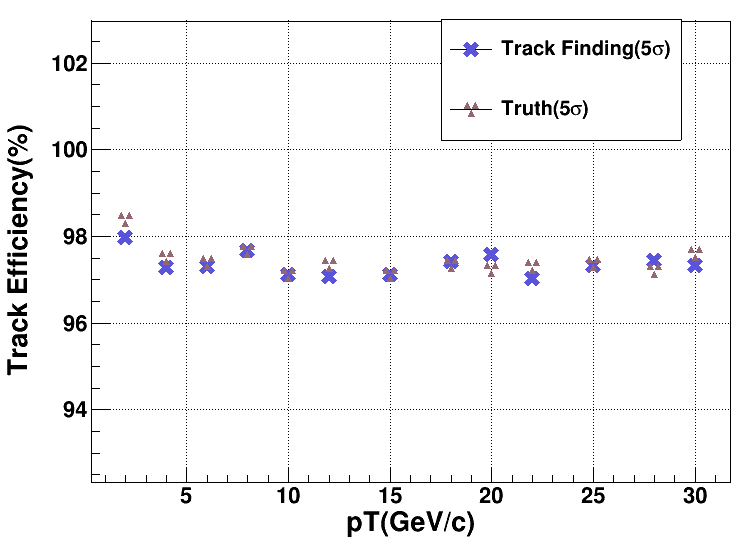 Track Finding(5σ)
Truth(5σ)
Track Efficiency(%)
102
100
98
96
94
5
10
15
20
25
30
pT(GeV/c)